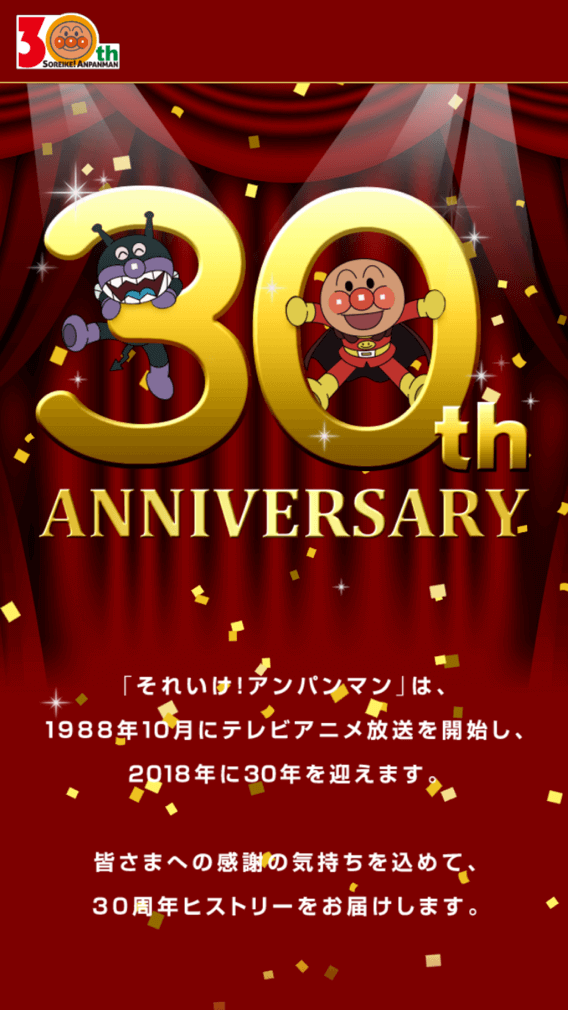 30th
SOREIKE! ANPANMAN
30th
ANNIVERSARY
「それいけ!アンパンマン」は、
1988年10月にテレビアニメ放送を開始し、
2018年に30年を迎えます。
皆さまへの感謝の気持ちを込めて、
30周年ヒストリーをお届けします。